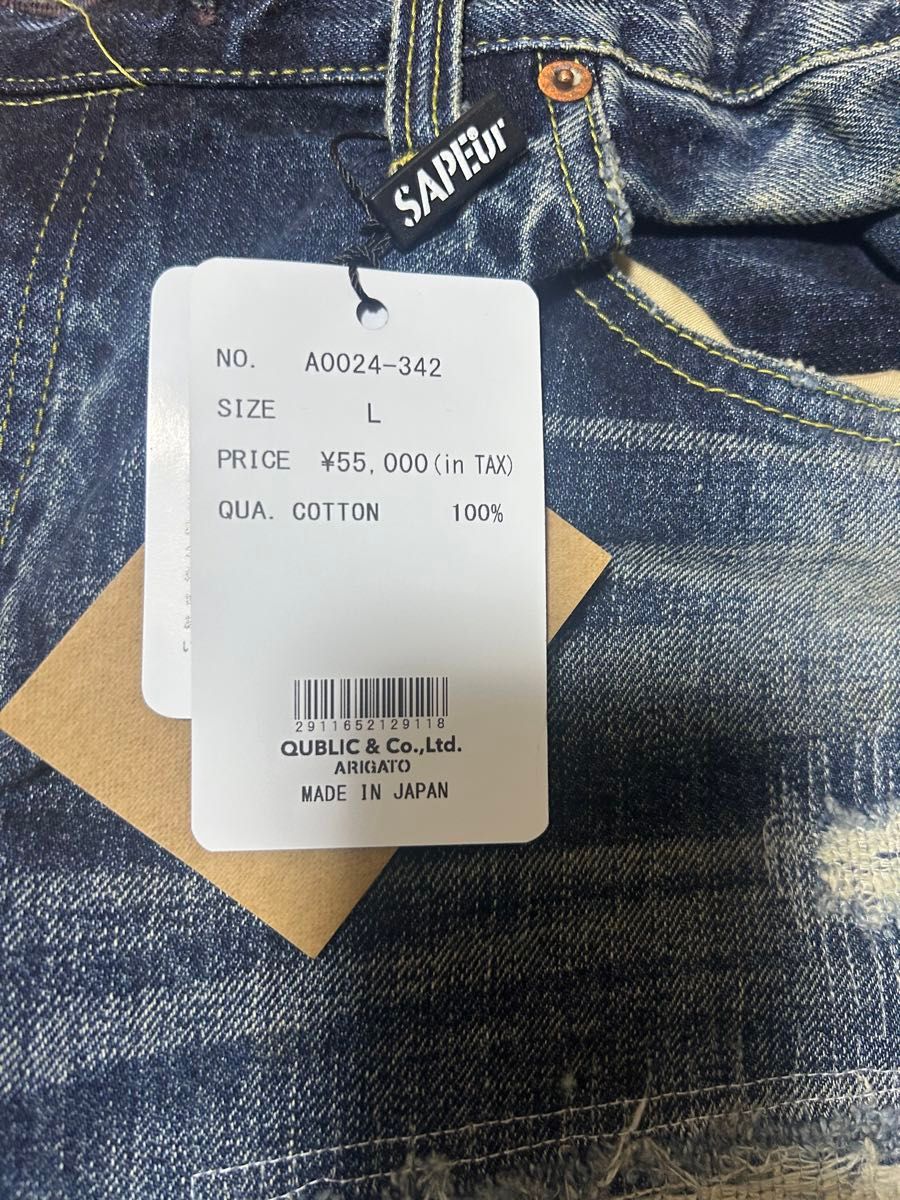 SAPEur
NO. A0024-342
SIZE L
PRICE ¥55,000(in TAX)
QUA. COTTON 100%
2911652129118
QUBLIC & Co.,Ltd.
ARIGATO
MADE IN JAPAN